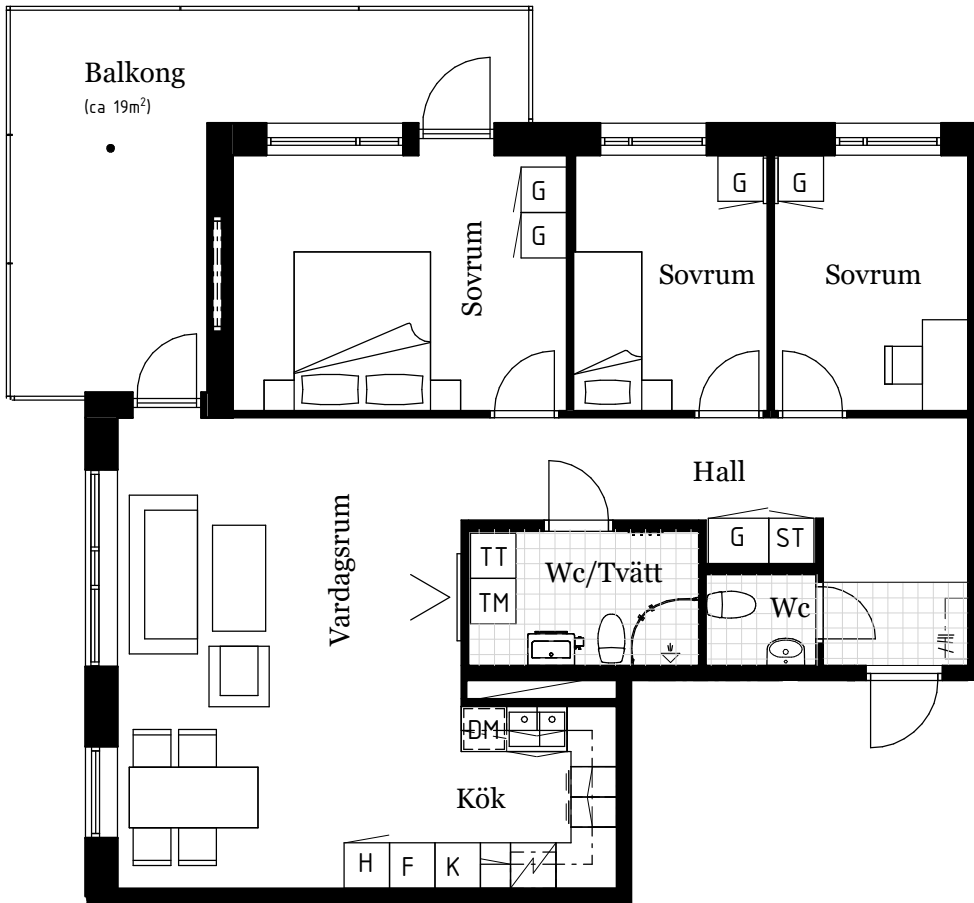 Balkong
(ca 19m²)
G
G
Sovrum
G
Sovrum
G
Sovrum
Hall
Vardagsrum
G
ST
TT
TM
Wc/Tvätt
Wc
DM
Kök
H
F
K